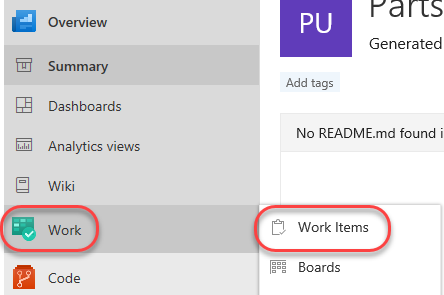 Overview
Summary
Dashboards
Analytics views
Wiki
Work
Code
Parts
PU
Generated
Add tags
No README.md found i
Work Items
Boards